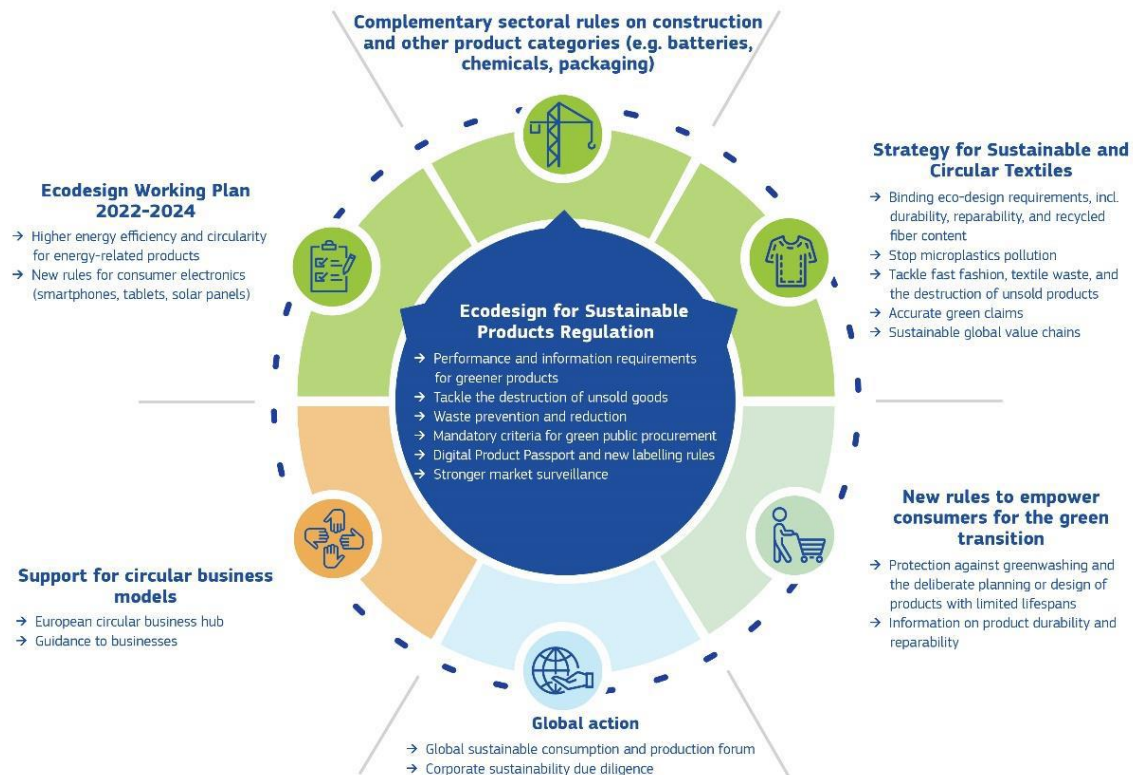 Complementary sectoral rules on construction
and other product categories (e.g. batteries,
chemicals, packaging)
Ecodesign Working Plan
2022-2024
→ Higher energy efficiency and circularity
for energy-related products
→ New rules for consumer electronics
(smartphones, tablets, solar panels)
Strategy for Sustainable and
Circular Textiles
→ Binding eco-design requirements, incl.
durability, reparability, and recycled
fiber content
→ Stop microplastics pollution
→ Tackle fast fashion, textile waste, and
the destruction of unsold products
→ Accurate green claims
→ Sustainable global value chains
Ecodesign for Sustainable
Products Regulation
→ Performance and information requirements
for greener products
→ Tackle the destruction of unsold goods
→ Waste prevention and reduction
→ Mandatory criteria for green public procurement
→ Digital Product Passport and new labelling rules
→ Stronger market surveillance
New rules to empower
consumers for the green
transition
→ Protection against greenwashing and
the deliberate planning or design of
products with limited lifespans
→ Information on product durability and
reparability
Support for circular business
models
→ European circular business hub
→ Guidance to businesses
Global action
→ Global sustainable consumption and production forum
→ Corporate sustainability due diligence